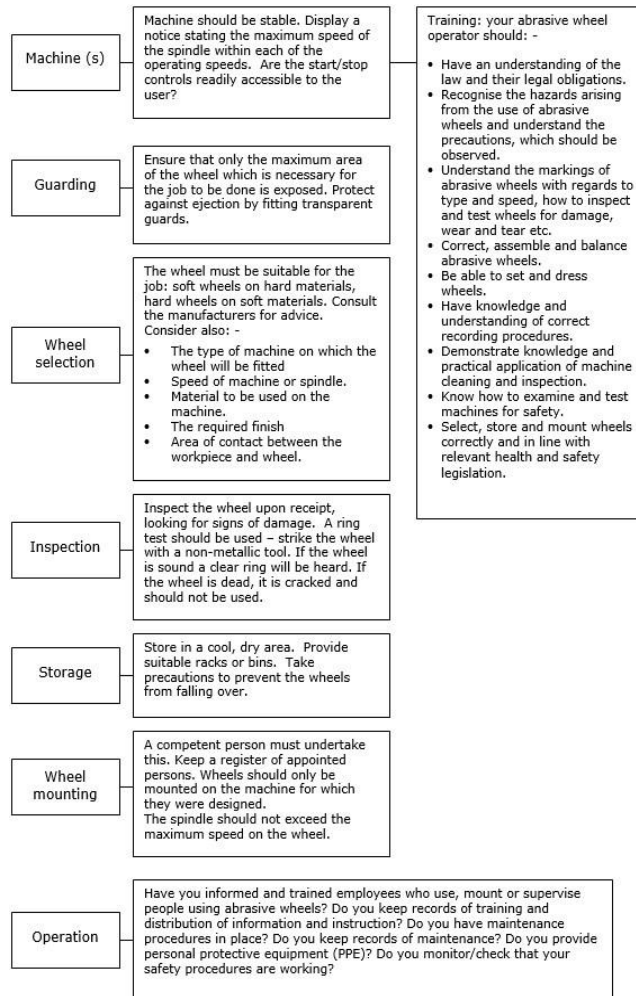 Machine (s)
Machine should be stable. Display a
notice stating the maximum speed of
the spindle within each of the
operating speeds.  Are the start/stop
controls readily accessible to the
user?
Training: your abrasive wheel
operator should: -
• Have an understanding of the
law and their legal obligations.
• Recognise the hazards arising
from the use of abrasive
wheels and understand the
precautions, which should be
observed.
• Understand the markings of
abrasive wheels with regards to
type and speed, how to inspect
and test wheels for damage,
wear and tear etc.
• Correct, assemble and balance
abrasive wheels.
• Be able to set and dress
wheels.
• Have knowledge and
understanding of correct
recording procedures.
• Demonstrate knowledge and
practical application of machine
cleaning and inspection.
• Know how to examine and test
machines for safety.
• Select, store and mount wheels
correctly and in line with
relevant health and safety
legislation.
Guarding
Ensure that only the maximum area
of the wheel which is necessary for
the job to be done is exposed. Protect
against ejection by fitting transparent
guards.
Wheel
selection
The wheel must be suitable for the
job: soft wheels on hard materials,
hard wheels on soft materials. Consult
the manufacturers for advice.
Consider also: -
• The type of machine on which the
wheel will be fitted
• Speed of machine or spindle.
• Material to be used on the
machine.
• The required finish
• Area of contact between the
workpiece and wheel.
Inspection
Inspect the wheel upon receipt,
looking for signs of damage.  A ring
test should be used – strike the wheel
with a non-metallic tool. If the wheel
is sound a clear ring will be heard. If
the wheel is dead, it is cracked and
should not be used.
Storage
Store in a cool, dry area.  Provide
suitable racks or bins.  Take
precautions to prevent the wheels
from falling over.
Wheel
mounting
A competent person must undertake
this. Keep a register of appointed
persons. Wheels should only be
mounted on the machine for which
they were designed.
The spindle should not exceed the
maximum speed on the wheel.
Operation
Have you informed and trained employees who use, mount or supervise
people using abrasive wheels? Do you keep records of training and
distribution of information and instruction? Do you have maintenance
procedures in place? Do you keep records of maintenance? Do you provide
personal protective equipment (PPE)? Do you monitor/check that your
safety procedures are working?